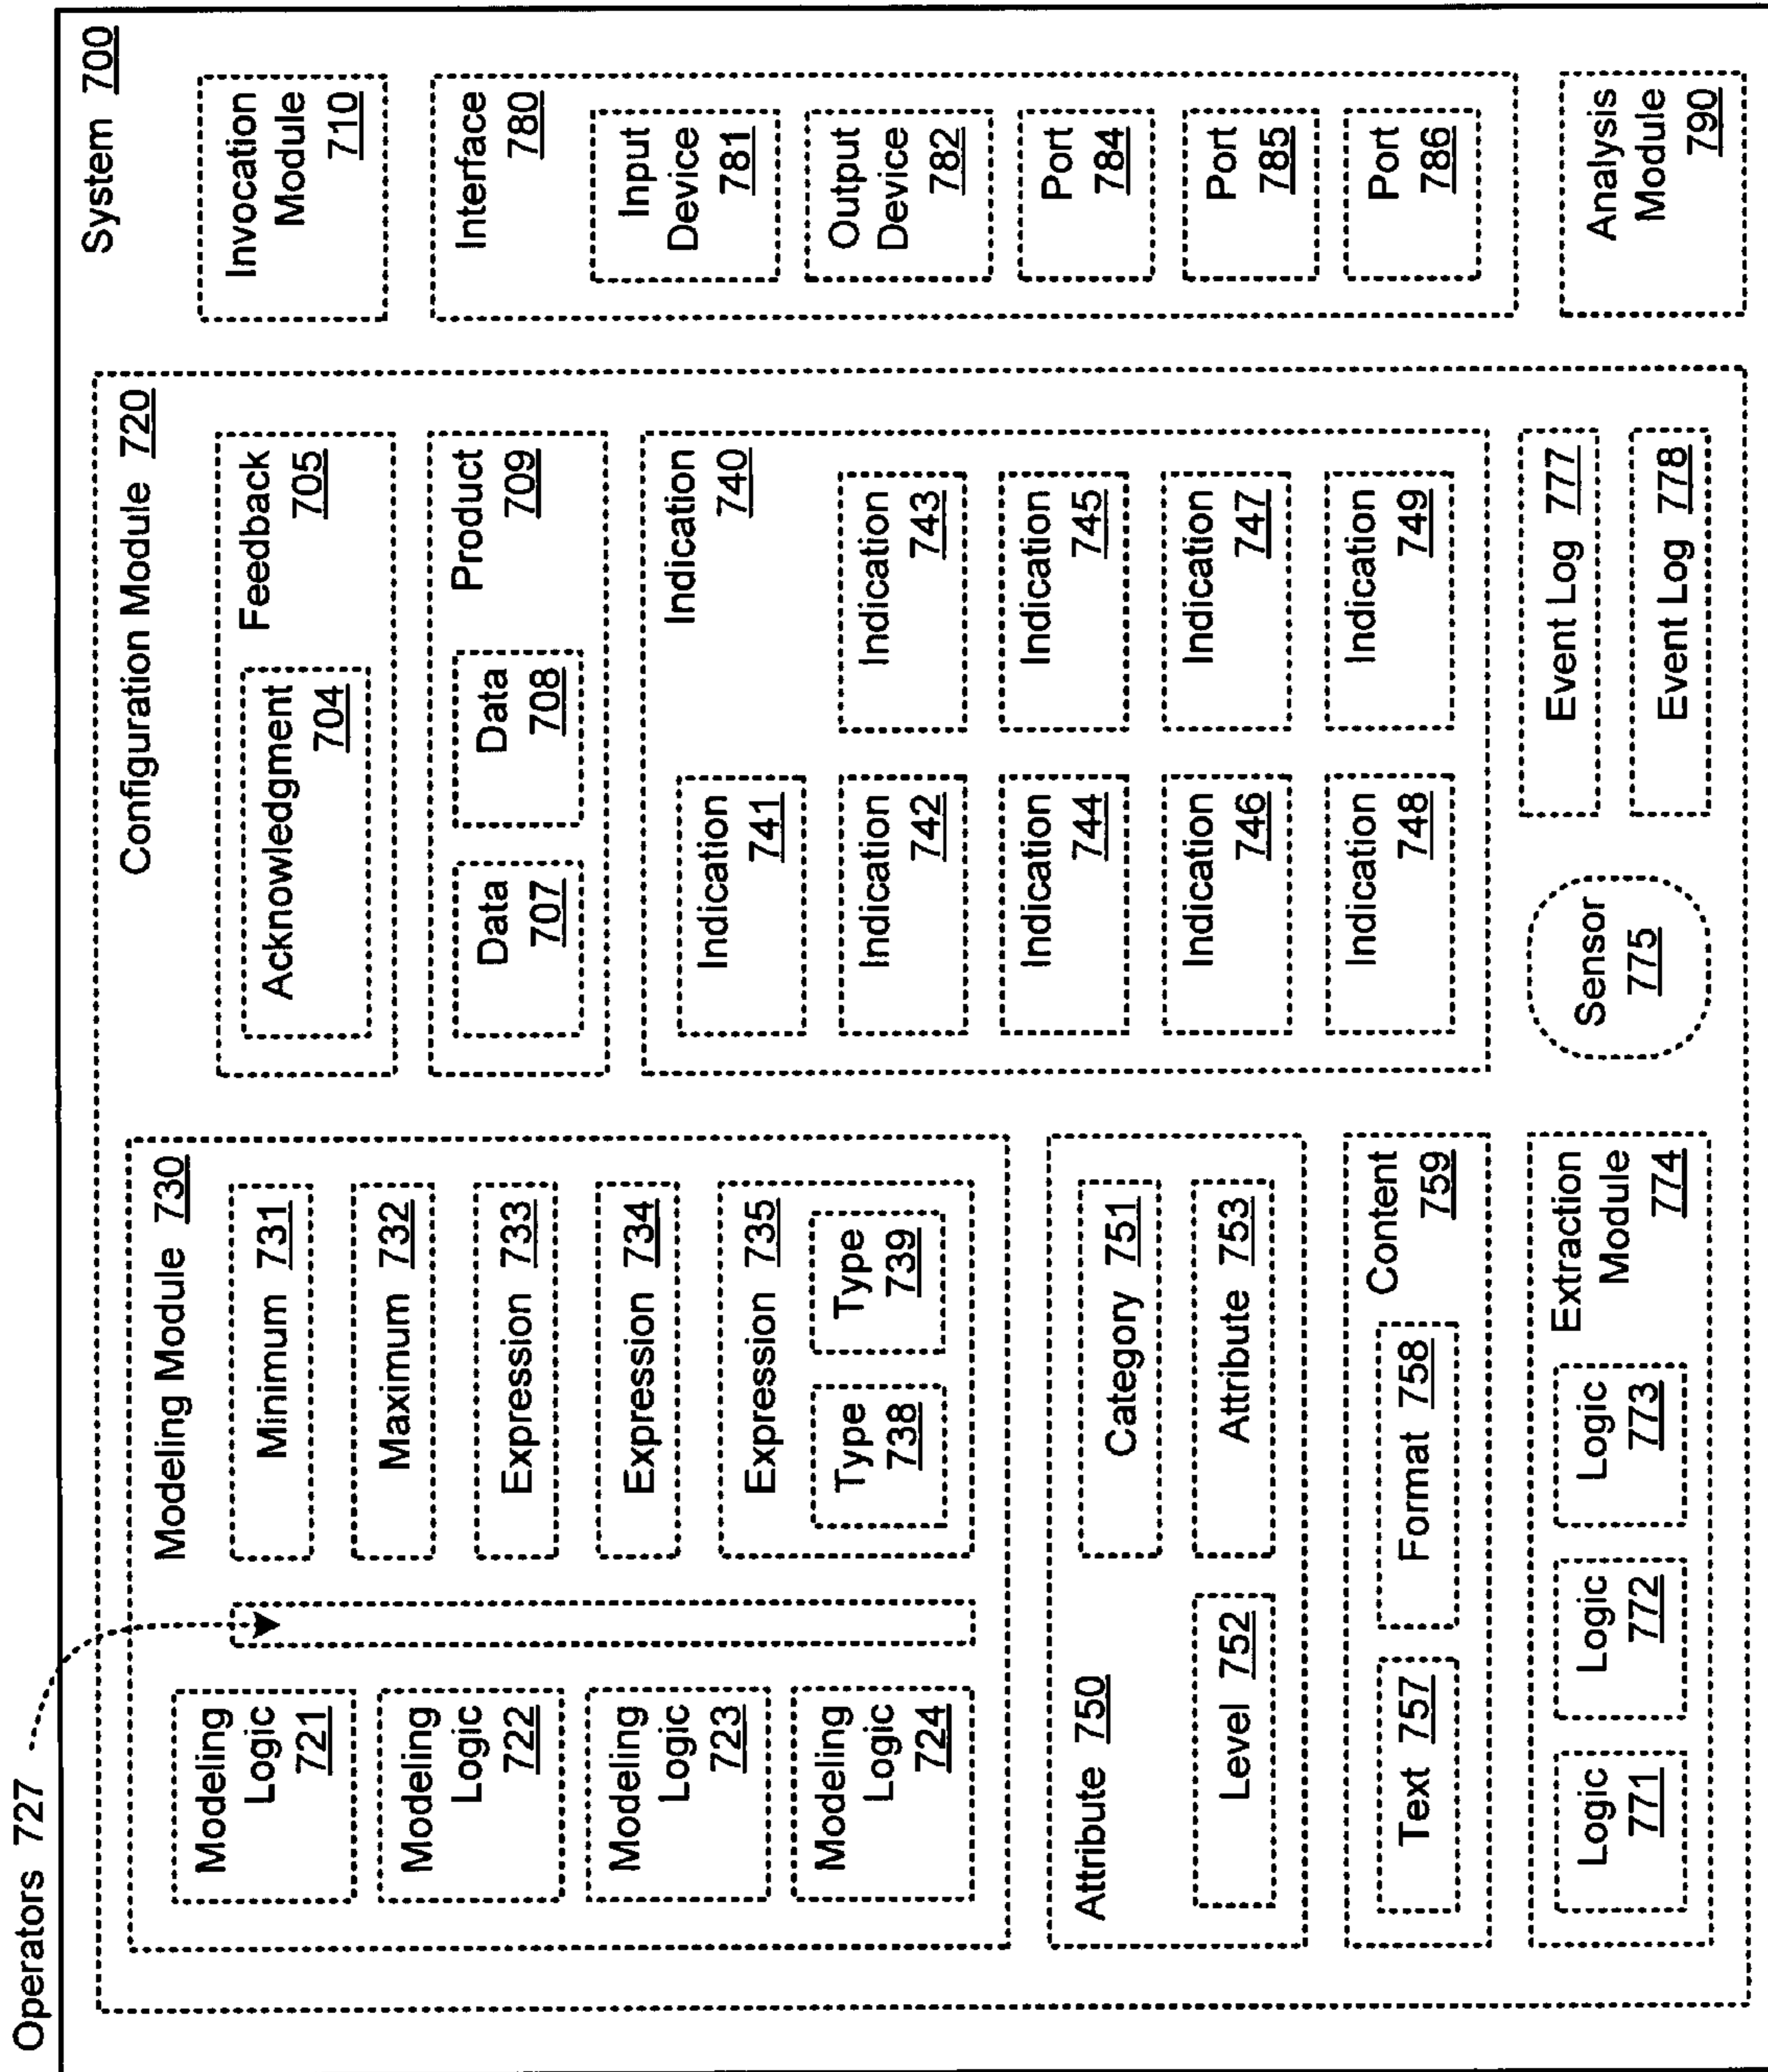 Operators 727
System 700
Configuration Module 720
Modeling Module 730
Modeling
Logic
721
Modeling
Logic
722
Modeling
Logic
723
Modeling
Logic
724
Minimum 731
Maximum 732
Expression 733
Expression 734
Expression 735
Type
738
Type
739
Attribute 750
Category 751
Level 752
Attribute 753
Content
759
Text 757
Format 758
Extraction
Module
774
Logic
771
Logic
772
Logic
773
Feedback
705
Acknowledgment
704
Product
709
Data
707
Data
708
Indication
740
Indication
741
Indication
742
Indication
743
Indication
744
Indication
745
Indication
746
Indication
747
Indication
748
Indication
749
Sensor
775
Event Log 777
Event Log 778
Invocation
Module
710
Interface
780
Input
Device
781
Output
Device
782
Port
784
Port
785
Port
786
Analysis
Module
790